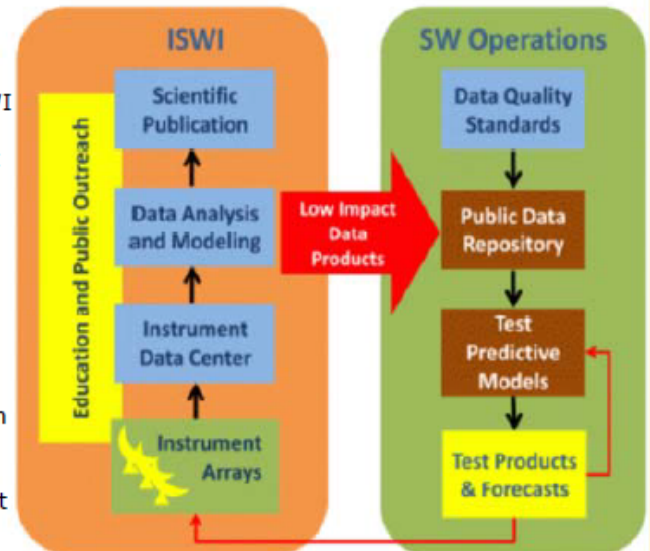 ISWI
Scientific
Publication
Education and Public Outreach
Data Analysis
and Modeling
Instrument
Data Center
Instrument
Arrays
Low Impact
Data
Products
SW Operations
Data Quality
Standards
Public Data
Repository
Test
Predictive
Models
Test Products
& Forecasts